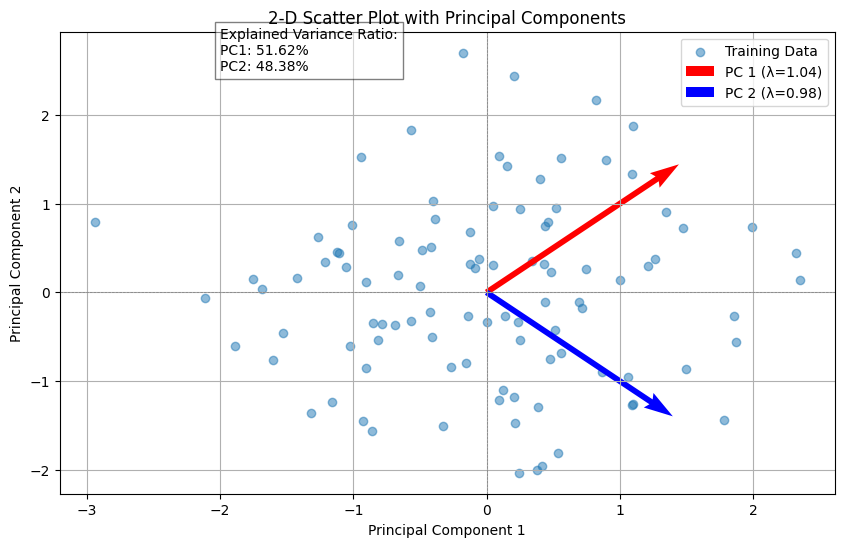 2-D Scatter Plot with Principal Components
Explained Variance Ratio:
PC1: 51.62%
PC2: 48.38%
Training Data
PC 1 (λ=1.04)
PC 2 (λ=0.98)
Principal Component 2
2
1
0
−1
−2
−3
−2
−1
0
1
2
Principal Component 1